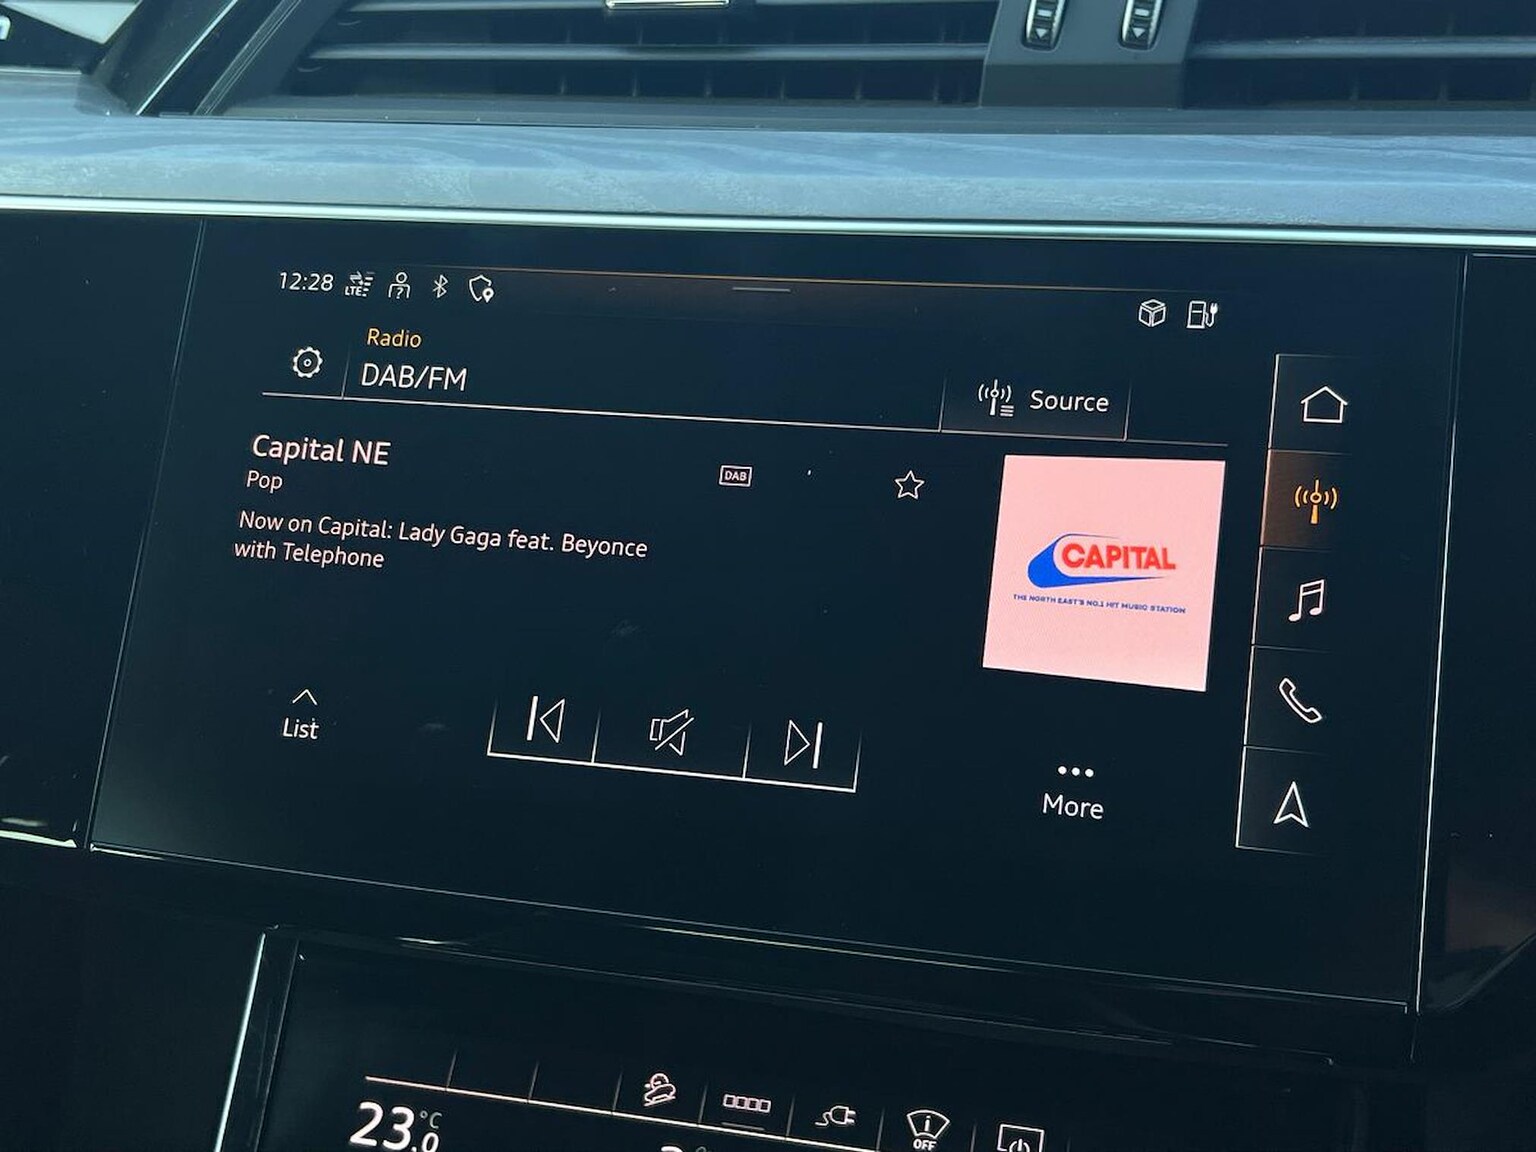 12:28
LTE
Radio
DAB/FM
Source
Capital NE
Pop
DAB
Now on Capital: Lady Gaga feat. Beyonce
with Telephone
CAPITAL
THE NORTH EAST'S NO.1 HIT MUSIC STATION
List
More
23.0 °C
OFF